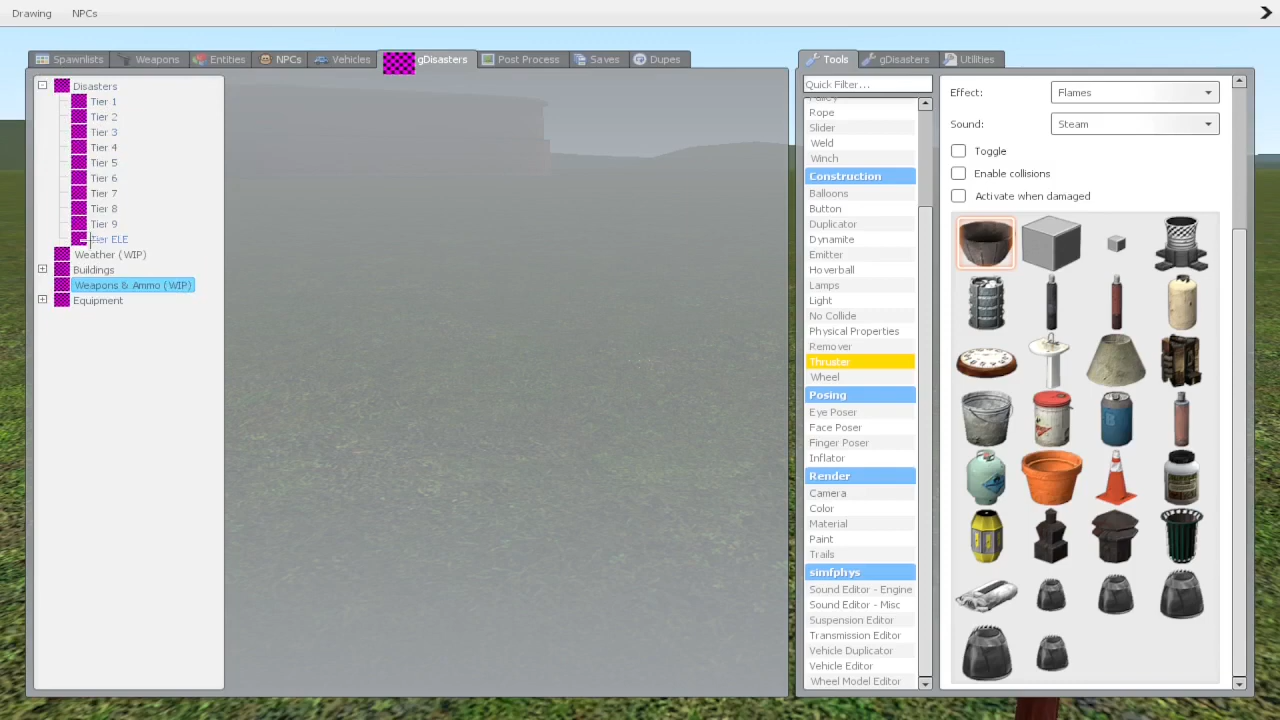 Drawing NPCs
Spawnlists Weapons Entities NPCs Vehicles gDisasters Post Process Saves Dupes
Disasters
Tier 1
Tier 2
Tier 3
Tier 4
Tier 5
Tier 6
Tier 7
Tier 8
Tier 9
Tier ELE
Weather (WIP)
Buildings
Weapons & Ammo (WIP)
Equipment
Tools gDisasters Utilities
Quick Filter...
Pulley
Rope
Slider
Weld
Winch
Construction
Balloons
Button
Duplicator
Dynamite
Emitter
Hoverball
Lamps
Light
No Collide
Physical Properties
Remover
Thruster
Wheel
Posing
Eye Poser
Face Poser
Finger Poser
Inflator
Render
Camera
Color
Material
Paint
Trails
simfphys
Sound Editor - Engine
Sound Editor - Misc
Suspension Editor
Transmission Editor
Vehicle Duplicator
Vehicle Editor
Wheel Model Editor
Effect: Flames
Sound: Steam
Toggle
Enable collisions
Activate when damaged